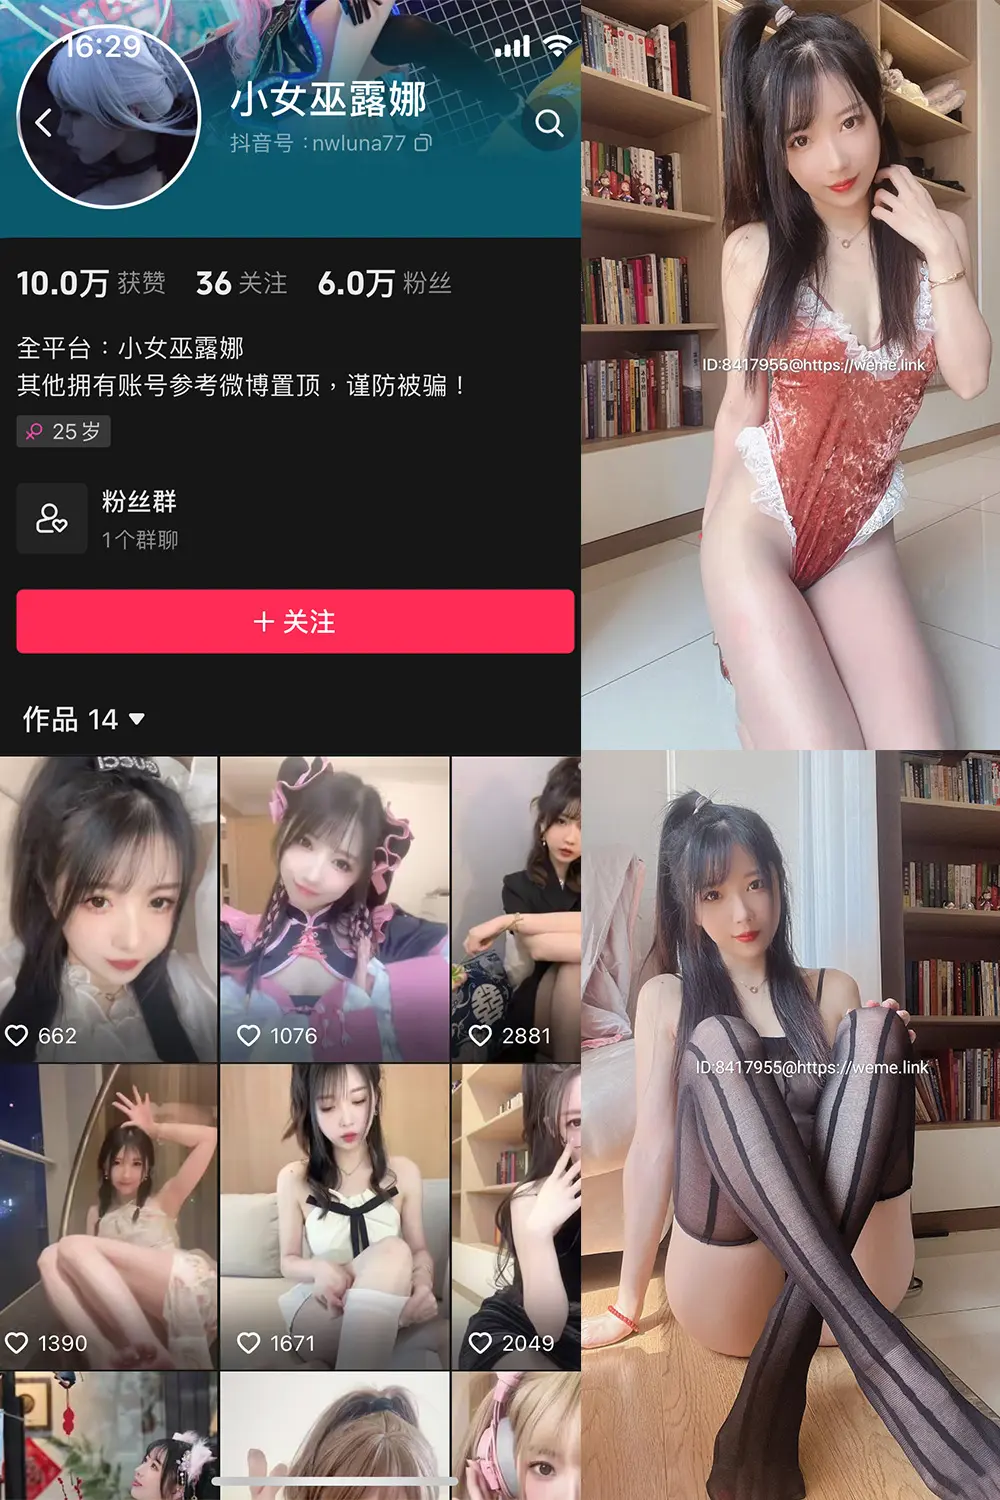 16:29
小女巫露娜
抖音号：nwluna77
10.0万 获赞 36 关注 6.0万 粉丝
全平台：小女巫露娜
其他拥有账号参考微博置顶，谨防被骗！
25岁
粉丝群
1个群聊
+ 关注
作品 14
GUCCI
662
1076
2881
1390
1671
2049
ID:8417955@https://weme.link
ID:8417955@https://weme.link